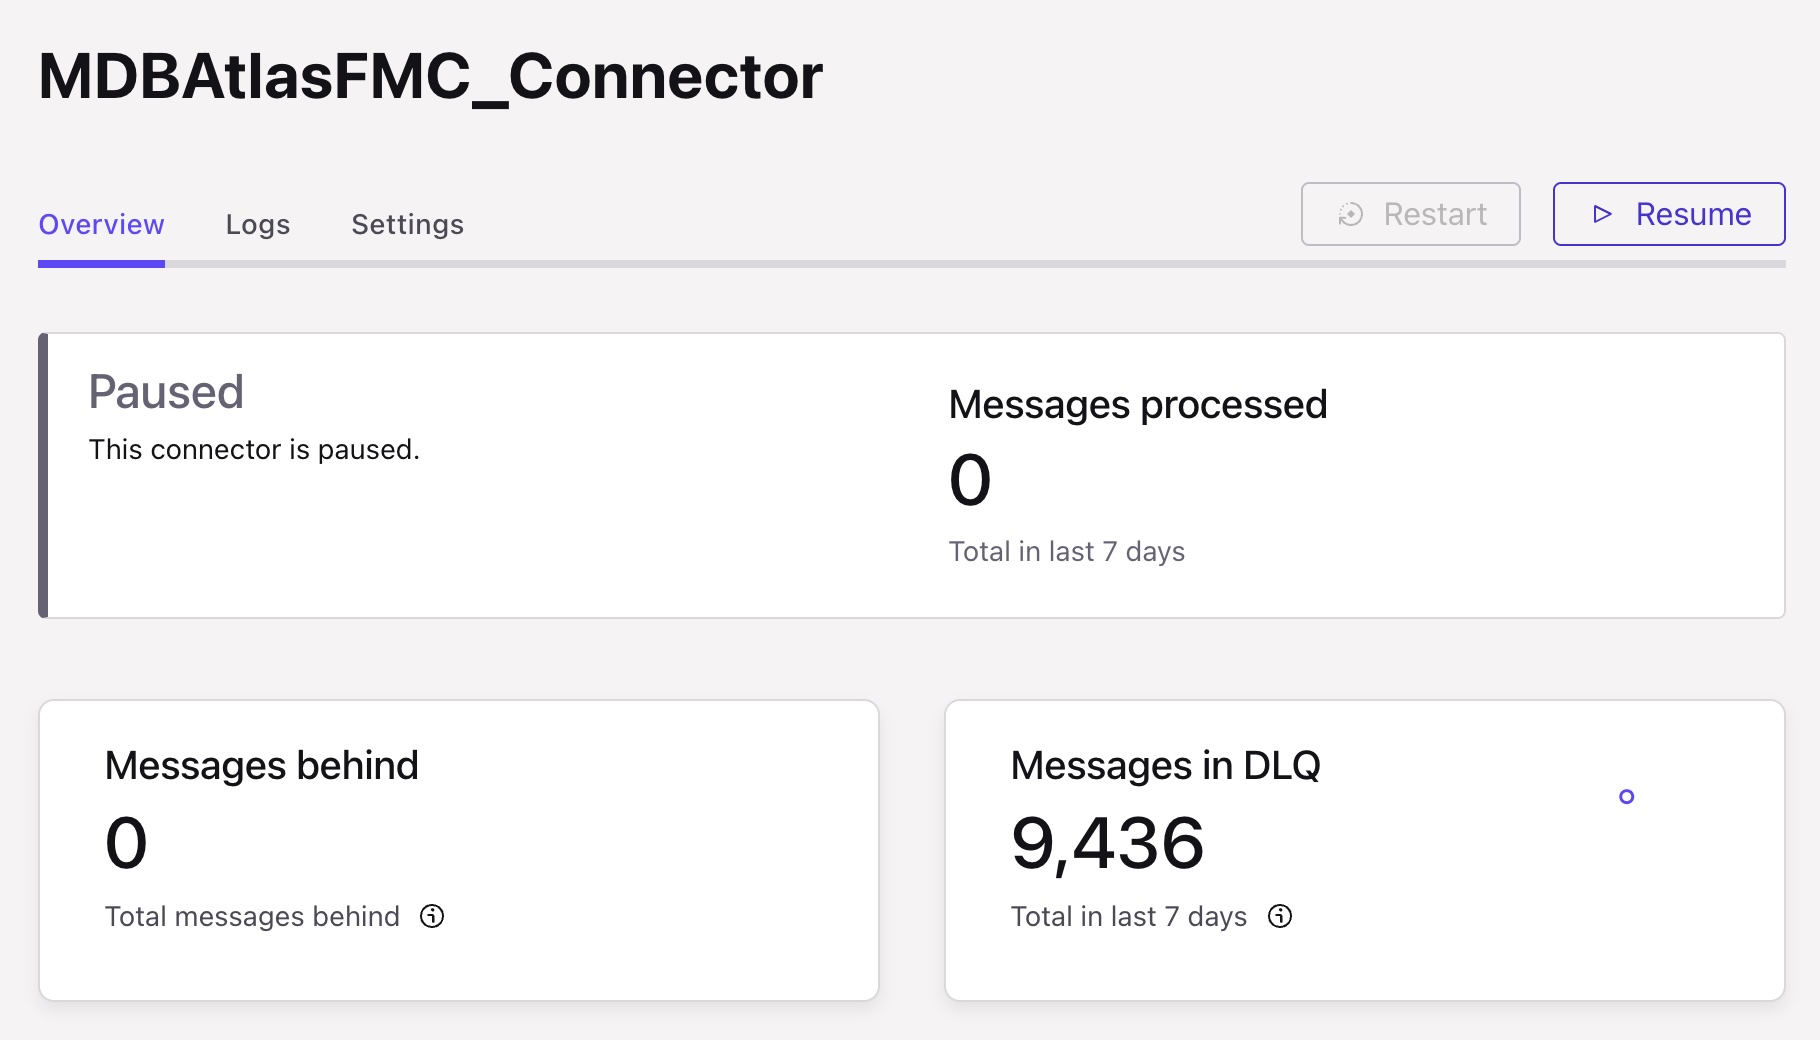 MDBAtlasFMC_Connector
Overview Logs Settings Restart Resume
Paused
This connector is paused.
Messages processed
0
Total in last 7 days
Messages behind
0
Total messages behind
Messages in DLQ
9,436
Total in last 7 days